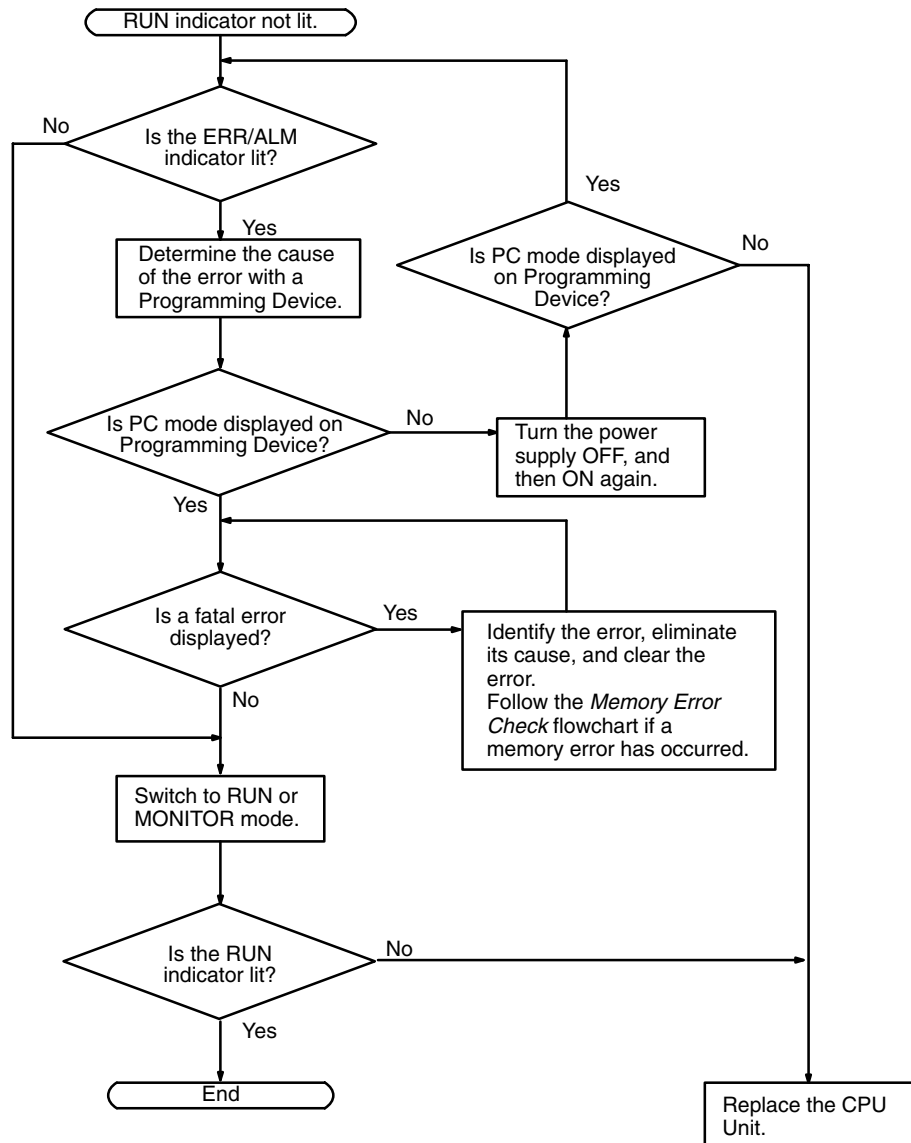 RUN indicator not lit.
No
Is the ERR/ALM
indicator lit?
Yes
Yes
Determine the cause
of the error with a
Programming Device.
Is PC mode displayed
on Programming
Device?
No
Is PC mode displayed on
Programming Device?
No
Turn the power
supply OFF, and
then ON again.
Yes
Is a fatal error
displayed?
Yes
Identify the error, eliminate
its cause, and clear the
error.
Follow the Memory Error
Check flowchart if a
memory error has occurred.
No
Switch to RUN or
MONITOR mode.
Is the RUN
indicator lit?
No
Yes
End
Replace the CPU
Unit.